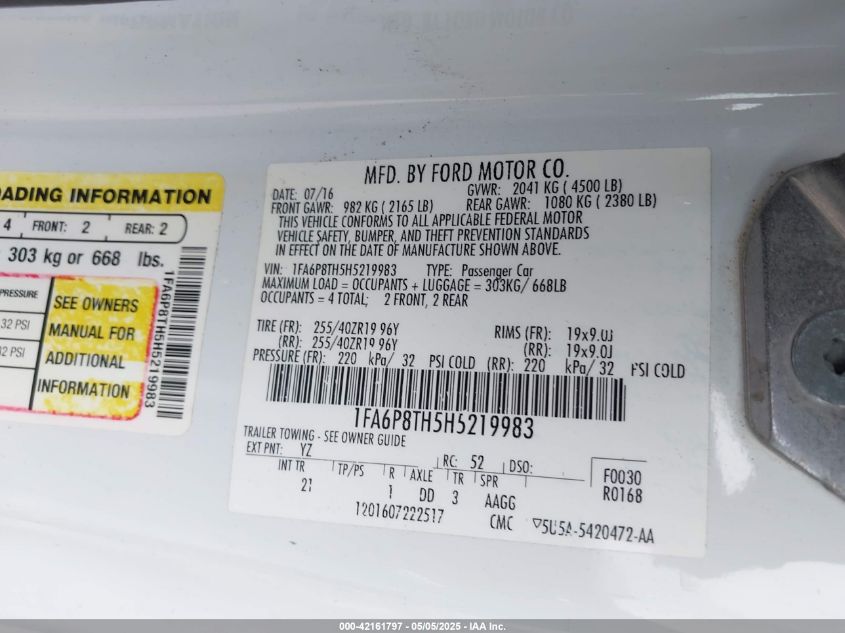 OADING INFORMATION
4 FRONT: 2 REAR: 2
303 kg or 668 lbs.
PRESSURE
32 PSI
32 PSI
SEE OWNERS
MANUAL FOR
ADDITIONAL
INFORMATION
1FA6P8TH5H5219983
MFD. BY FORD MOTOR CO.
DATE: 07/16 GVWR: 2041 KG ( 4500 LB)
FRONT GAWR: 982 KG ( 2165 LB) REAR GAWR: 1080 KG ( 2380 LB)
THIS VEHICLE CONFORMS TO ALL APPLICABLE FEDERAL MOTOR
VEHICLE SAFETY, BUMPER, AND THEFT PREVENTION STANDARDS
IN EFFECT ON THE DATE OF MANUFACTURE SHOWN ABOVE.
VIN: 1FA6P8TH5H5219983 TYPE: Passenger Car
MAXIMUM LOAD = OCCUPANTS + LUGGAGE = 303KG/ 668LB
OCCUPANTS = 4 TOTAL; 2 FRONT, 2 REAR
TIRE (FR): 255/40ZR19 96Y RIMS (FR): 19x9.0J
(RR): 255/40ZR19 96Y (RR): 19x9.0J
PRESSURE (FR): 220 kPa/ 32 PSI COLD (RR): 220 kPa/ 32 PSI COLD
1FA6P8TH5H5219983
TRAILER TOWING - SEE OWNER GUIDE
EXT PNT: YZ RC: 52 DSO: F0030
INT TR TP/PS R AXLE TR SPR R0168
21 1 DD 3 AAGG
1201607222517 CMC 5U5A-5420472-AA
000-42161797 - 05/05/2025 - IAA Inc.